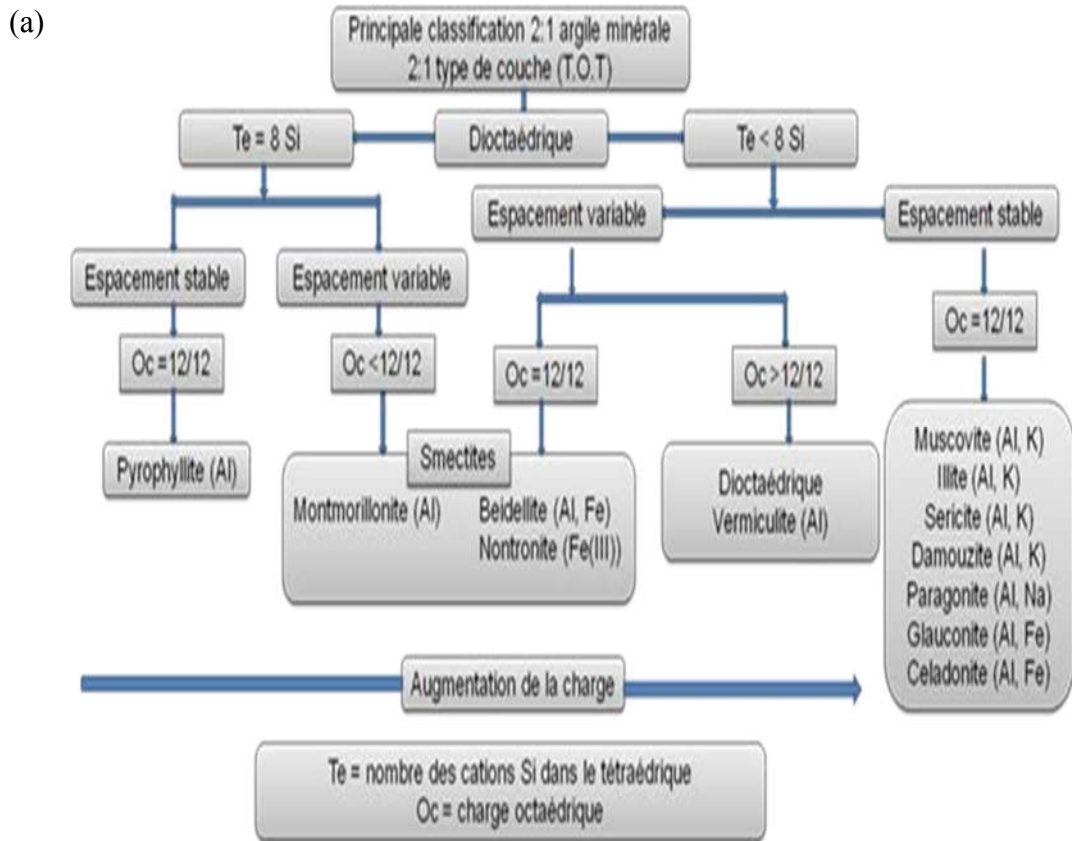 (a)
Principale classification 2:1 argile minérale
2:1 type de couche (T.O.T)
Te = 8 Si
Dioctaédrique
Te < 8 Si
Espacement variable
Espacement stable
Espacement stable
Espacement variable
Oc =12/12
Oc =12/12
Oc <12/12
Oc =12/12
Oc >12/12
Pyrophyllite (Al)
Smectites
Montmorillonite (Al)
Beidellite (Al, Fe)
Nontronite (Fe(III))
Dioctaédrique
Vermiculite (Al)
Muscovite (Al, K)
Illite (Al, K)
Sericite (Al, K)
Damouzite (Al, K)
Paragonite (Al, Na)
Glauconite (Al, Fe)
Celadonite (Al, Fe)
Augmentation de la charge
Te = nombre des cations Si dans le tétraédrique
Oc = charge octaédrique